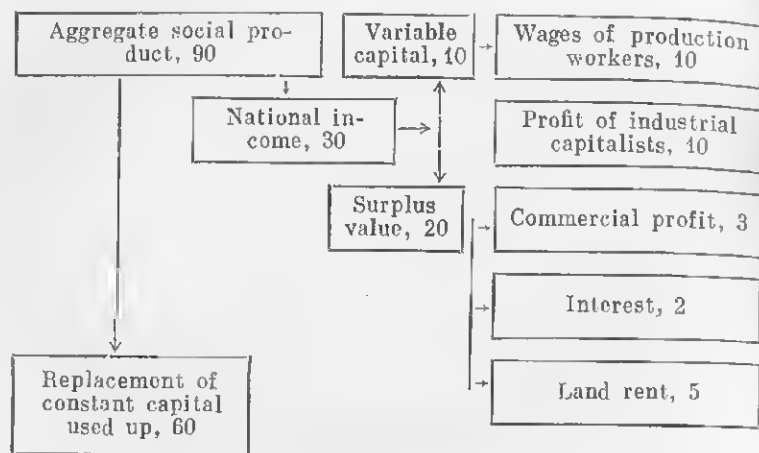 Aggregate social pro-
duct, 90
Variable
capital, 10
Wages of production
workers, 10
National in-
come, 30
Profit of industrial
capitalists, 10
Surplus
value, 20
Commercial profit, 3
Interest, 2
Land rent, 5
Replacement of
constant capital
used up, 60